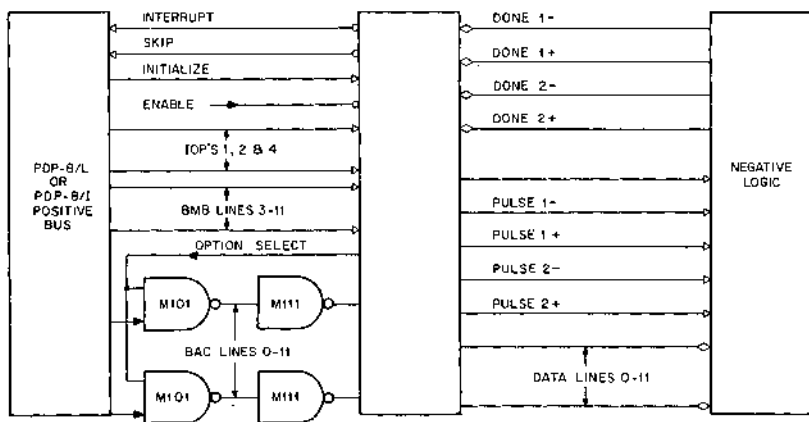 INTERRUPT
SKIP
INITIALIZE
ENABLE
IOP'S 1, 2 & 4
PDP-8/L
OR
PDP-8/I
POSITIVE
BUS
BMB LINES 3-11
OPTION SELECT
M101
M111
BAC LINES 0-11
M101
M111
DONE 1-
DONE 1+
DONE 2-
DONE 2+
PULSE 1-
PULSE 1+
PULSE 2-
PULSE 2+
DATA LINES 0-11
NEGATIVE
LOGIC